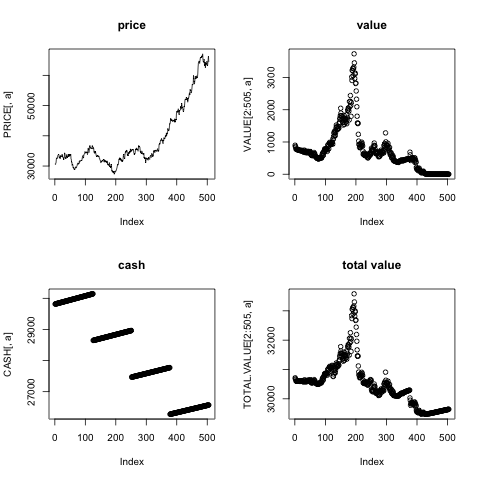 price
PRICE[, a]
30000
50000
0
100
200
300
400
500
Index
value
VALUE[2:505, a]
0
1000
2000
3000
0
100
200
300
400
500
Index
cash
CASH[, a]
27000
29000
0
100
200
300
400
500
Index
total value
TOTAL.VALUE[2:505, a]
30000
32000
0
100
200
300
400
500
Index